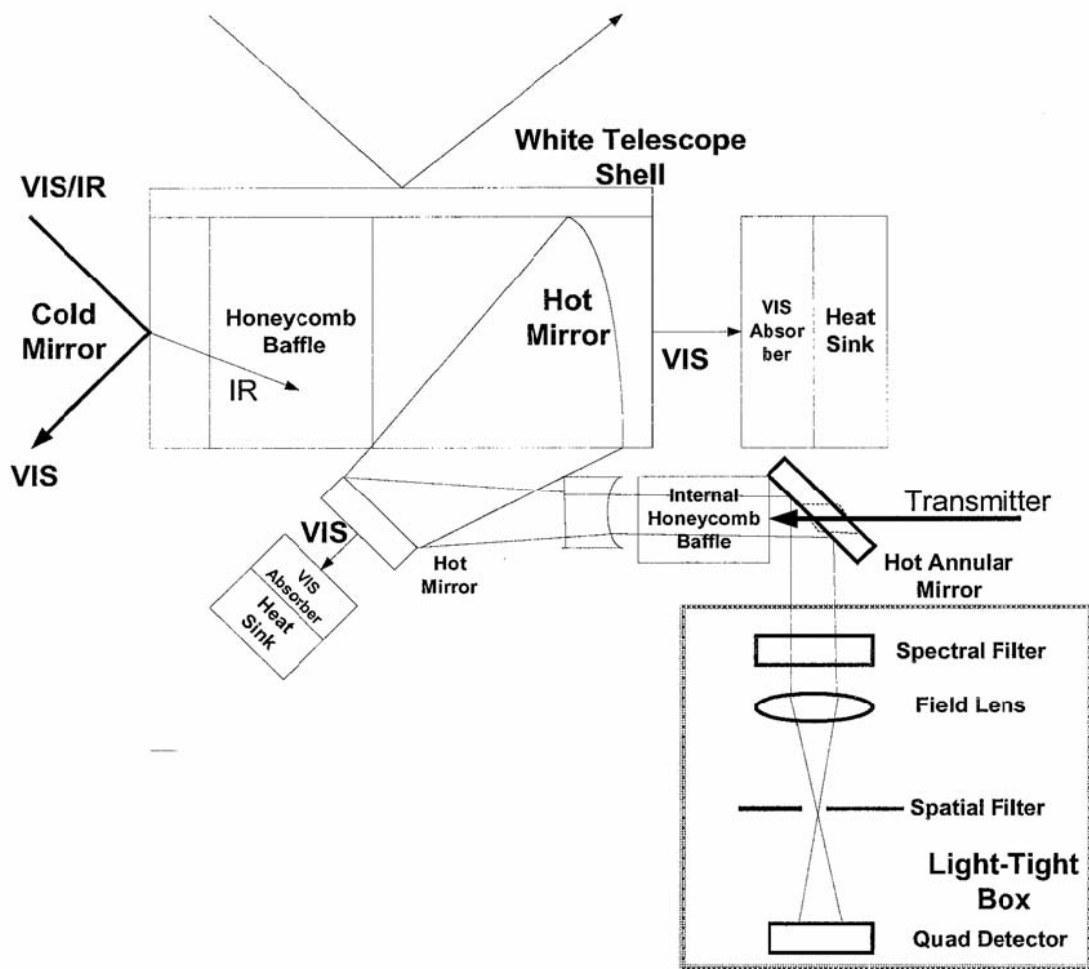 White Telescope
Shell
VIS/IR
Cold
Mirror
VIS
Honeycomb
Baffle
IR
Hot
Mirror
VIS
VIS
Absor
ber
Heat
Sink
VIS
VIS
Absorber
Heat
Sink
Hot
Mirror
Internal
Honeycomb
Baffle
Transmitter
Hot Annular
Mirror
Spectral Filter
Field Lens
Spatial Filter
Light-Tight
Box
Quad Detector